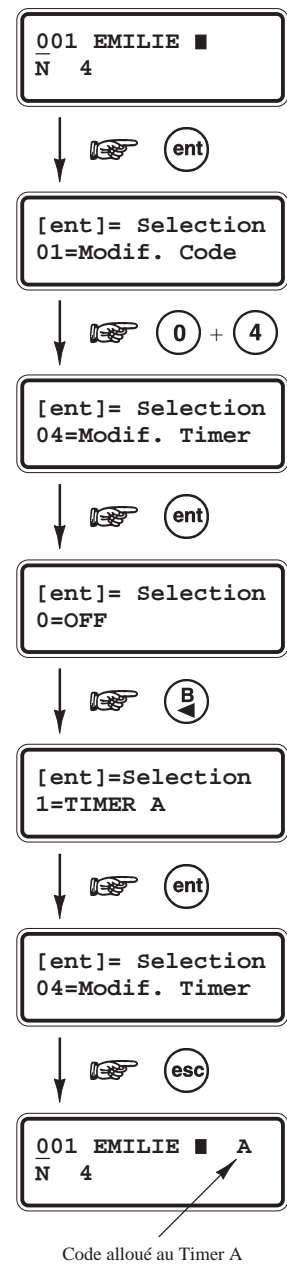 001 EMILIE ■
N 4
ent
[ent]= Selection
01=Modif. Code
0 + 4
[ent]= Selection
04=Modif. Timer
ent
[ent]= Selection
0=OFF
B
[ent]=Selection
1=TIMER A
ent
[ent]= Selection
04=Modif. Timer
esc
001 EMILIE ■ A
N 4
Code alloué au Timer A